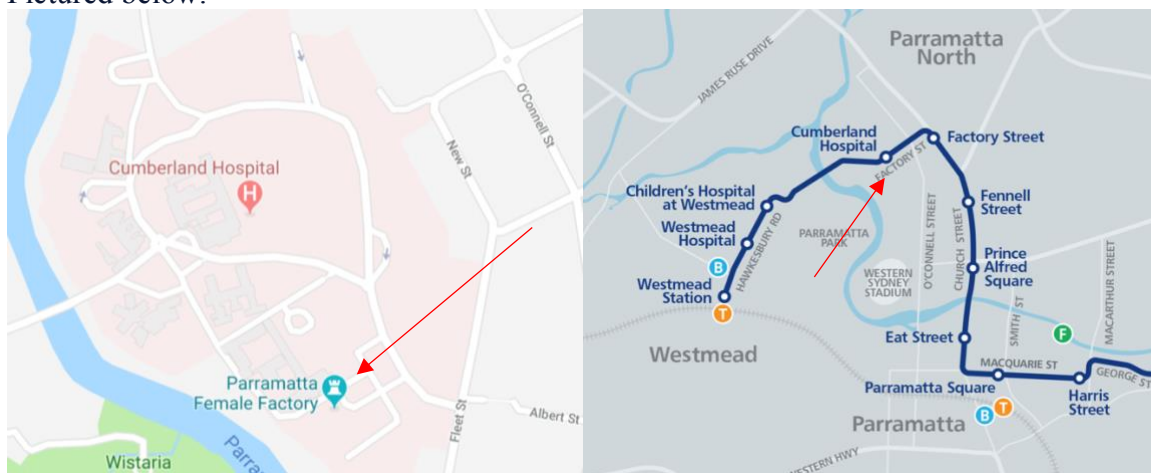 Pictured below:
O'Connell St
New St
Cumberland Hospital
H
Parramatta
Female Factory
Fleet St
Albert St
Wistaria
Parra
Parramatta
North
JAMES RUSE DRIVE
Cumberland
Hospital
Factory Street
FACTORY ST
Children's Hospital
at Westmead
Fennell
Street
Westmead
Hospital
PARRAMATTA
PARK
HAWKESBURY RD
O'CONNELL STREET
CHURCH STREET
Prince
Alfred
Square
B
Westmead
Station
T
WESTERN
SYDNEY
STADIUM
SMITH ST
MACARTHUR STREET
F
Westmead
Eat Street
MACQUARIE ST
GEORGE ST
Parramatta Square
Harris
Street
B
T
Parramatta
WESTERN HWY